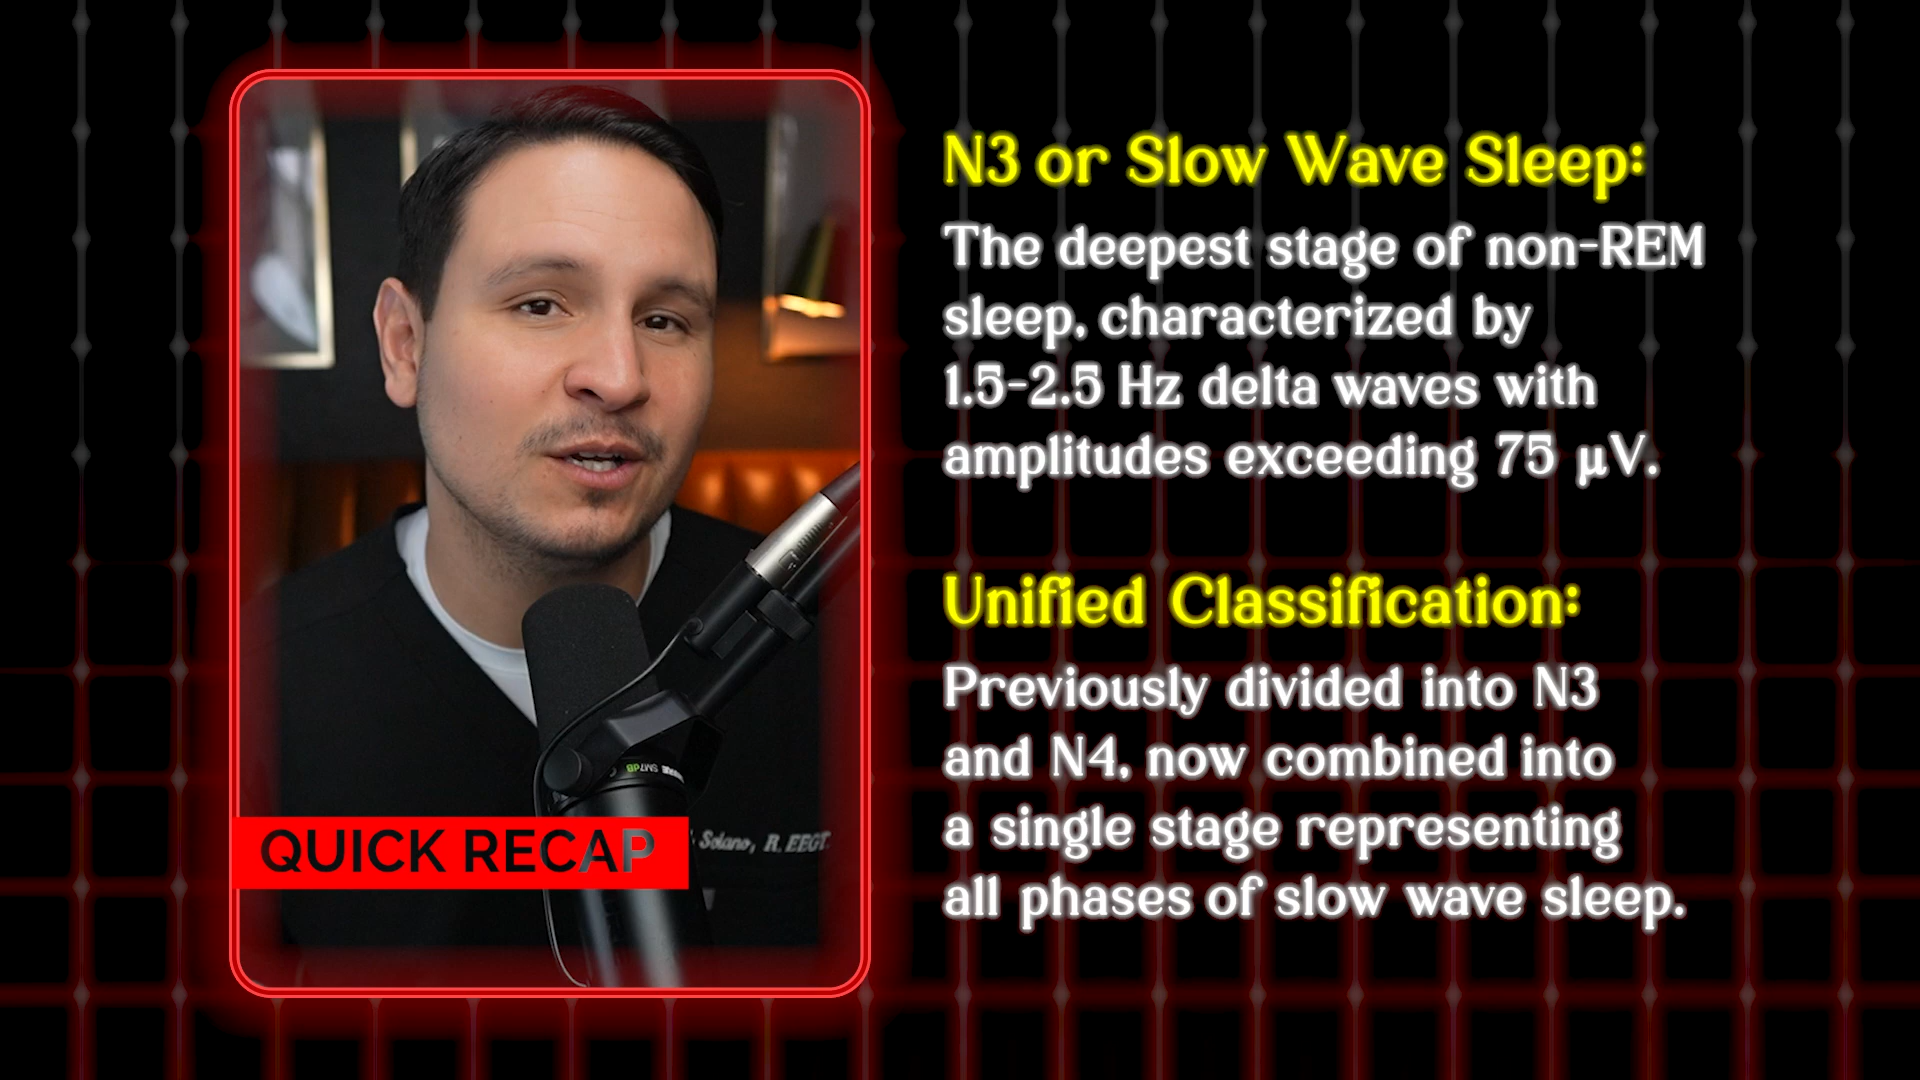 N3 or Slow Wave Sleep:
The deepest stage of non-REM
sleep, characterized by
1.5-2.5 Hz delta waves with
amplitudes exceeding 75 µV.
Unified Classification:
Previously divided into N3
and N4, now combined into
a single stage representing
all phases of slow wave sleep.
QUICK RECAP
Solano, R. EEGT.
SM7dB